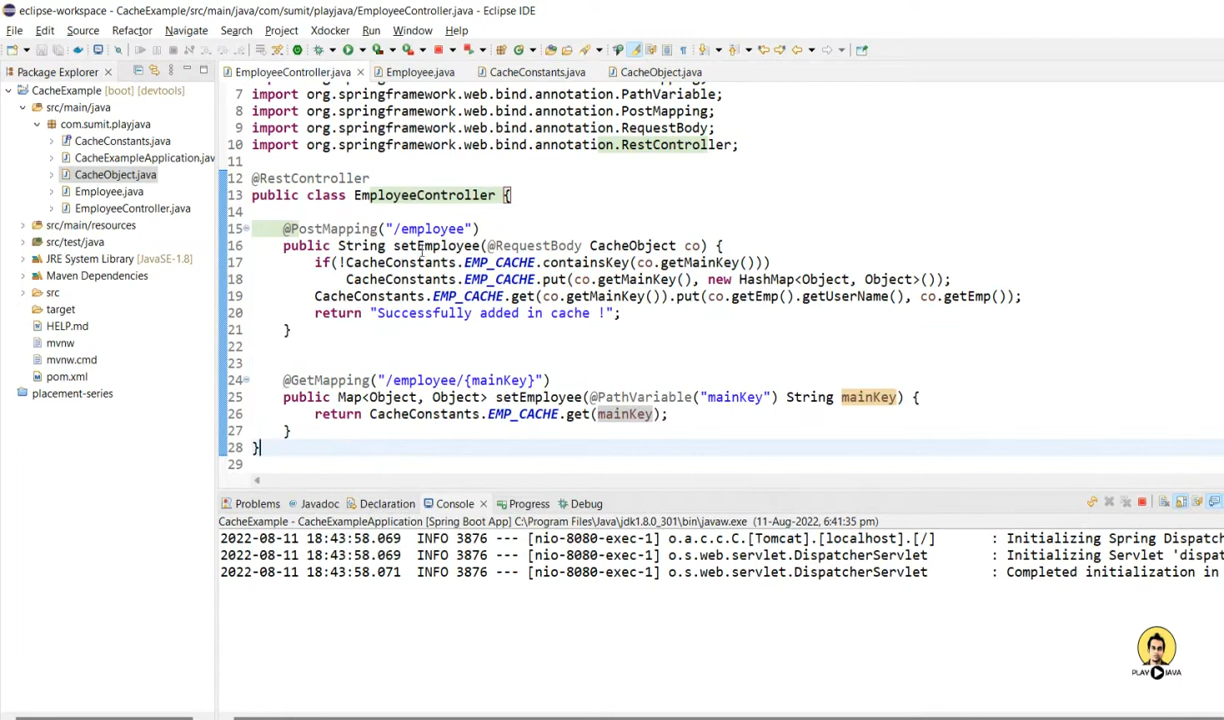 eclipse-workspace - CacheExample/src/main/java/com/sumit/playjava/EmployeeController.java - Eclipse IDE
File Edit Source Refactor Navigate Search Project Xdocker Run Window Help
Package Explorer
EmployeeController.java Employee.java CacheConstants.java CacheObject.java
CacheExample [boot] [devtools]
src/main/java
com.sumit.playjava
CacheConstants.java
CacheExampleApplication.jav
CacheObject.java
Employee.java
EmployeeController.java
src/main/resources
src/test/java
JRE System Library [JavaSE-1.8]
Maven Dependencies
src
target
HELP.md
mvnw
mvnw.cmd
pom.xml
placement-series
7 import org.springframework.web.bind.annotation.PathVariable;
8 import org.springframework.web.bind.annotation.PostMapping;
9 import org.springframework.web.bind.annotation.RequestBody;
10 import org.springframework.web.bind.annotation.RestController;
11
12 @RestController
13 public class EmployeeController {
14
15 @PostMapping("/employee")
16 public String setEmployee(@RequestBody CacheObject co) {
17 if(!CacheConstants.EMP_CACHE.containsKey(co.getMainKey()))
18 CacheConstants.EMP_CACHE.put(co.getMainKey(), new HashMap<Object, Object>());
19 CacheConstants.EMP_CACHE.get(co.getMainKey()).put(co.getEmp().getUserName(), co.getEmp());
20 return "Successfully added in cache !";
21 }
22
23
24 @GetMapping("/employee/{mainKey}")
25 public Map<Object, Object> setEmployee(@PathVariable("mainKey") String mainKey) {
26 return CacheConstants.EMP_CACHE.get(mainKey);
27 }
28 }
29
Problems Javadoc Declaration Console Progress Debug
CacheExample - CacheExampleApplication [Spring Boot App] C:\Program Files\Java\jdk1.8.0_301\bin\javaw.exe (11-Aug-2022, 6:41:35 pm)
2022-08-11 18:43:58.069 INFO 3876 --- [nio-8080-exec-1] o.a.c.c.C.[Tomcat].[localhost].[/] : Initializing Spring Dispatc
2022-08-11 18:43:58.069 INFO 3876 --- [nio-8080-exec-1] o.s.web.servlet.DispatcherServlet : Initializing Servlet 'dispat
2022-08-11 18:43:58.071 INFO 3876 --- [nio-8080-exec-1] o.s.web.servlet.DispatcherServlet : Completed initialization in
PLAY JAVA